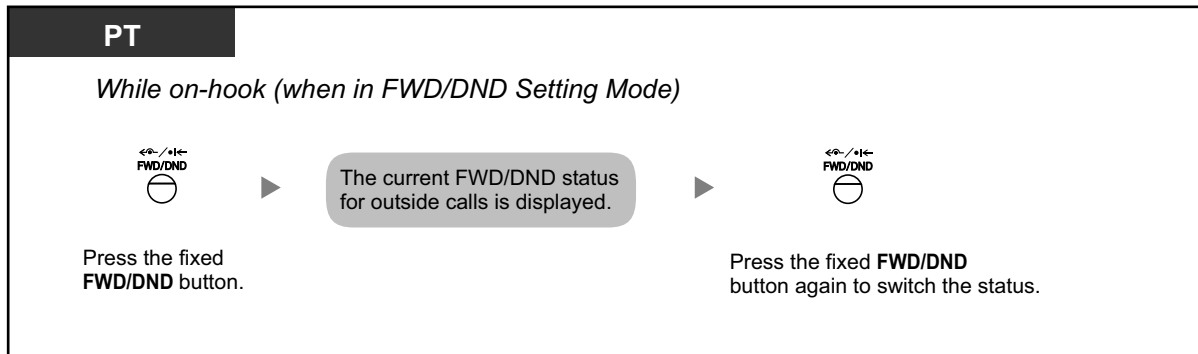 PT
While on-hook (when in FWD/DND Setting Mode)
FWD/DND
The current FWD/DND status
for outside calls is displayed.
FWD/DND
Press the fixed
FWD/DND button.
Press the fixed FWD/DND
button again to switch the status.